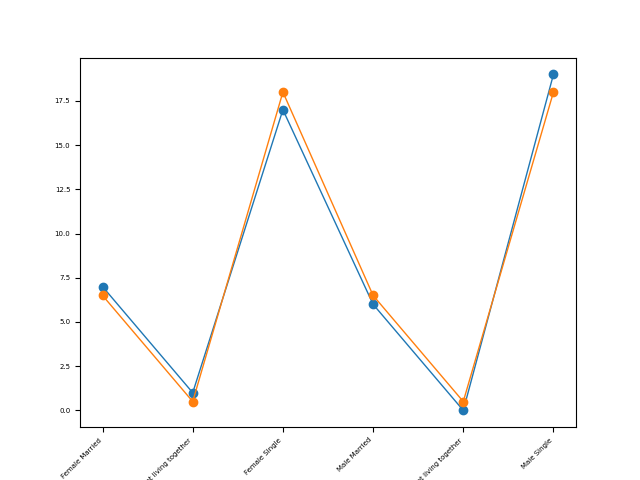 17.5
15.0
12.5
10.0
7.5
5.0
2.5
0.0
Female Married
living together
Female Single
Male Married
living together
Male Single